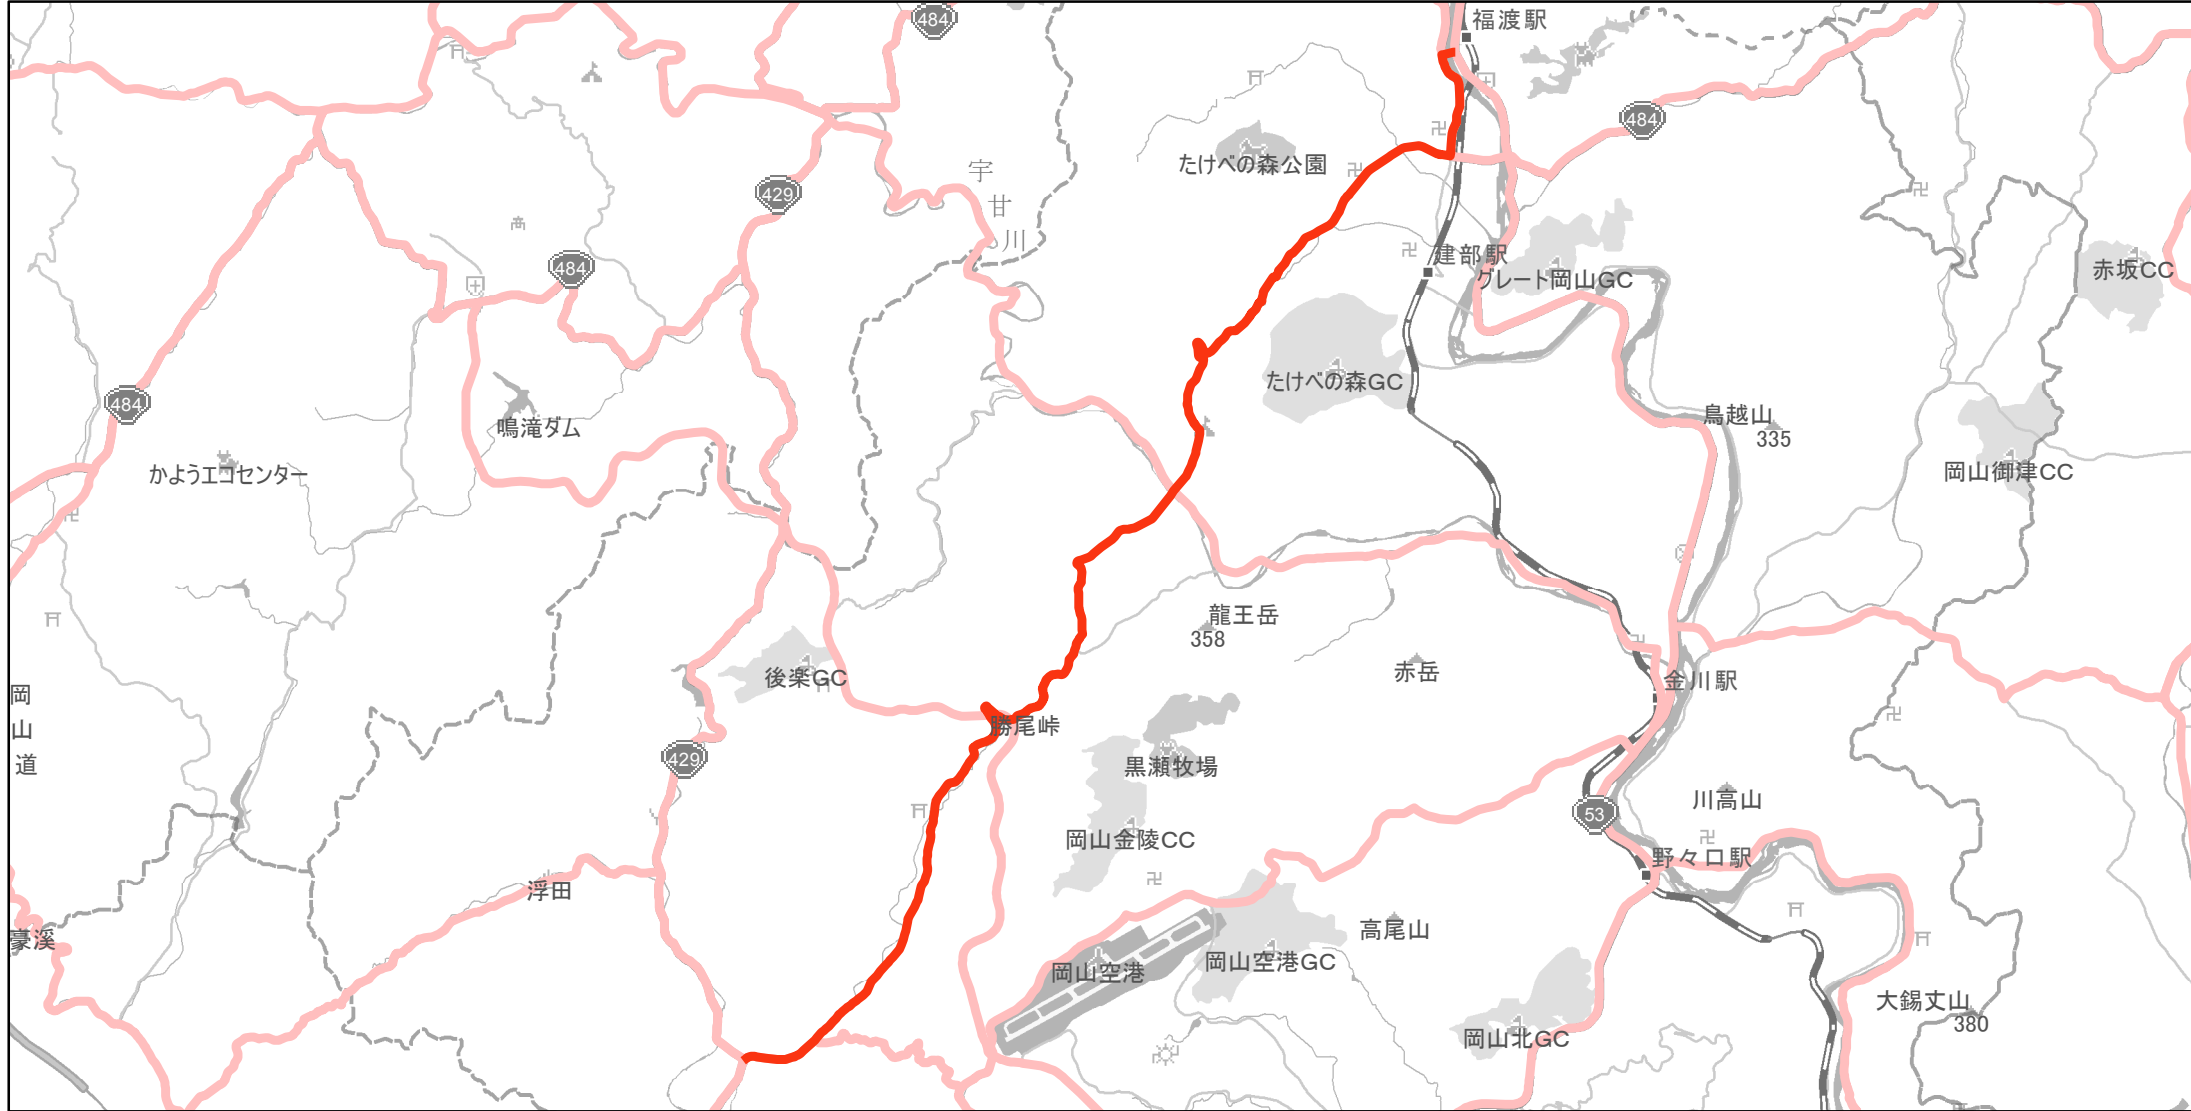 484
福渡駅
484
たけべの森公園
宇甘川
429
484
建部駅
グレート岡山GC
赤坂CC
484
たけべの森GC
鳴滝ダム
鳥越山
335
かようエコセンター
岡山御津CC
龍王岳
358
赤岳
後楽GC
金川駅
岡山道
勝尾峠
429
黒瀬牧場
川高山
53
岡山金陵CC
野々口駅
浮田
高尾山
豪溪
岡山空港GC
岡山空港
大錫丈山
380
岡山北GC